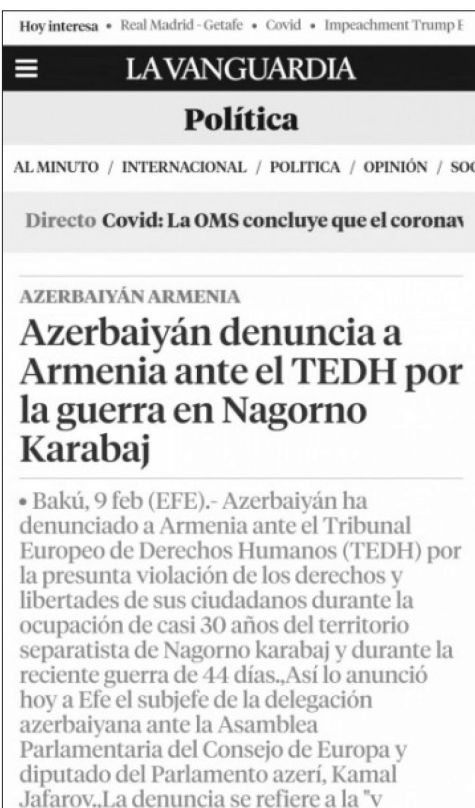 Hoy interesa • Real Madrid - Getafe • Covid • Impeachment Trump
LA VANGUARDIA
Política
AL MINUTO / INTERNACIONAL / POLITICA / OPINIÓN /
Directo Covid: La OMS concluye que el
AZERBAIYÁN ARMENIA
Azerbaiyán denuncia a
Armenia ante el TEDH por
la guerra en Nagorno
Karabaj
• Bakú, 9 feb (EFE).- Azerbaiyán ha
denunciado a Armenia ante el Tribunal
Europeo de Derechos Humanos (TEDH) por
la presunta violación de los derechos y
libertades de sus ciudadanos durante la
ocupación de casi 30 años del territorio
separatista de Nagorno karabaj y durante la
reciente guerra de 44 días.,Así lo anunció
hoy a Efe el subjefe de la delegación
azerbaiyana ante la Asamblea
Parlamentaria del Consejo de Europa y
diputado del Parlamento azerí, Kamal
Jafarov.,La denuncia se refiere a la "v